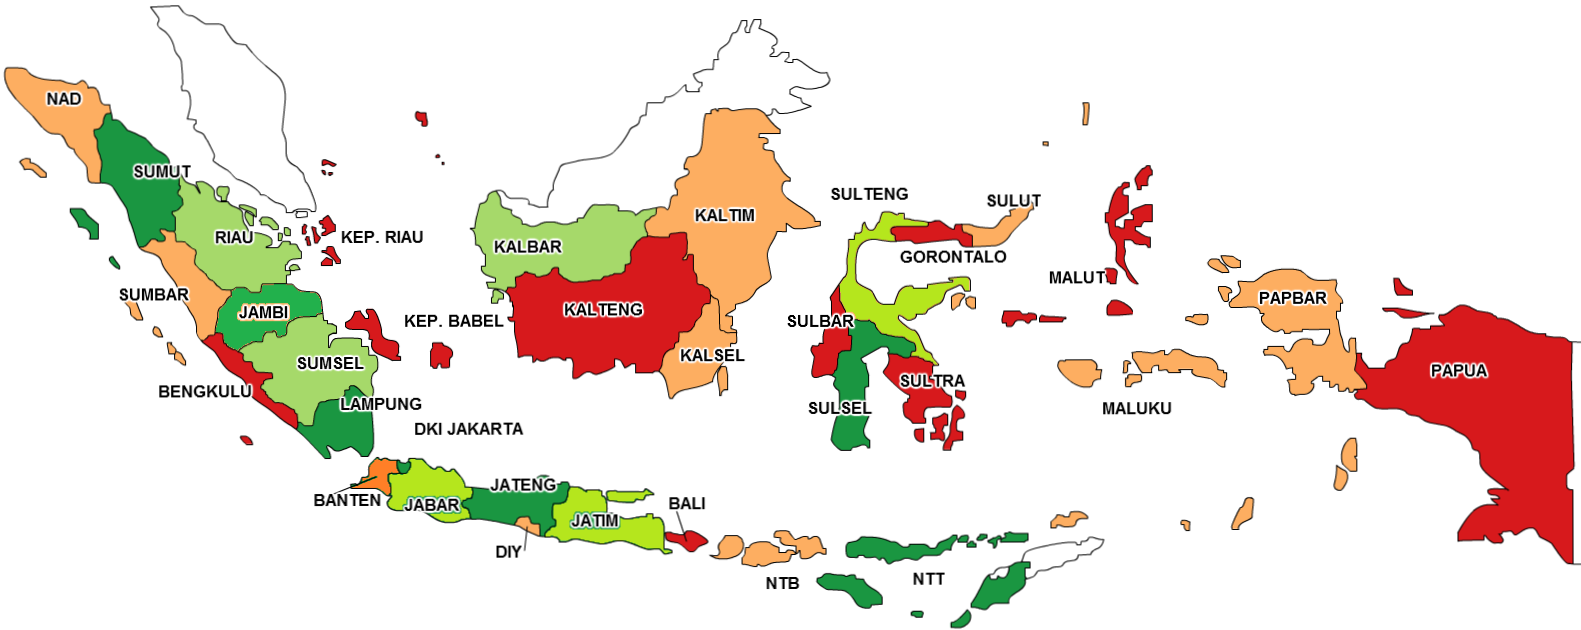 NAD
SUMUT
SULTENG
SULUT
KALTIM
RIAU
KEP. RIAU
KALBAR
GORONTALO
MALUT
SUMBAR
PAPBAR
JAMBI
KALTENG
KEP. BABEL
SULBAR
KALSEL
SUMSEL
PAPUA
SULTRA
BENGKULU
LAMPUNG
SULSEL
MALUKU
DKI JAKARTA
JATENG
BANTEN
JABAR
BALI
JATIM
DIY
NTB
NTT